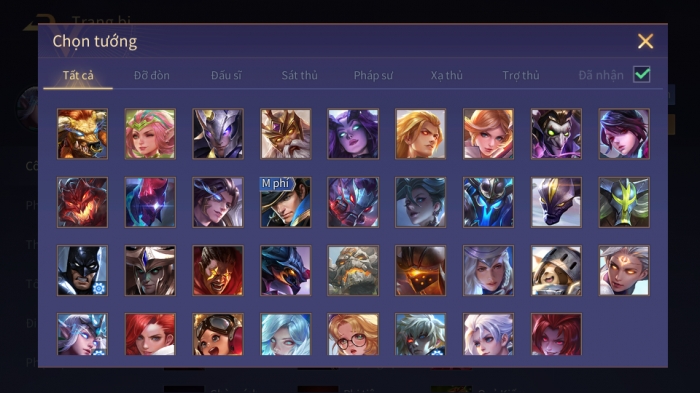 Trang bị
Chọn tướng
Tất cả
Đỡ đòn
Đấu sĩ
Sát thủ
Pháp sư
Xạ thủ
Trợ thủ
Đã nhận
M phí